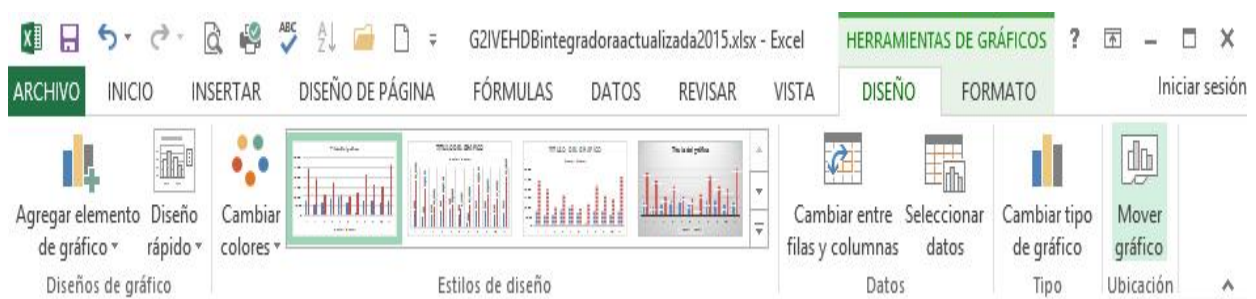 ABC
A
Z
G2IVEHDBintegradoraactualizada2015.xlsx - Excel
HERRAMIENTAS DE GRÁFICOS
?
ARCHIVO INICIO INSERTAR DISEÑO DE PÁGINA FÓRMULAS DATOS REVISAR VISTA DISEÑO FORMATO Iniciar sesión
Agregar elemento
de gráfico
Diseño
rápido
Cambiar
colores
Cambiar entre
filas y columnas
Seleccionar
datos
Cambiar tipo
de gráfico
Mover
gráfico
Diseños de gráfico Estilos de diseño Datos Tipo Ubicación